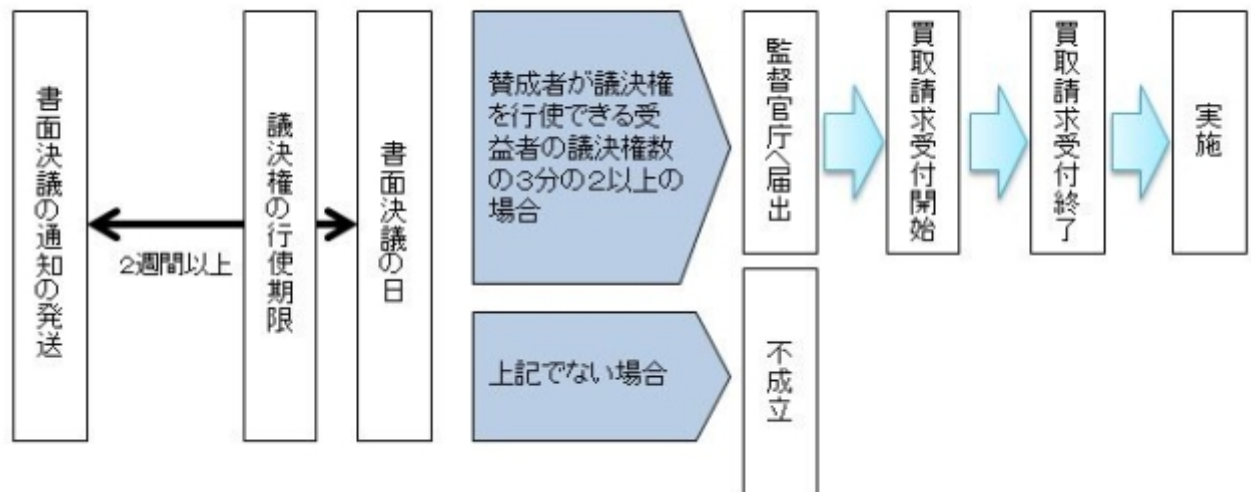 書面決議の通知の発送
2週間以上
議決権の行使期限
書面決議の日
賛成者が議決権
を行使できる受
益者の議決権数
の3分の2以上の
場合
監督官庁へ届出
買取請求受付開始
買取請求受付終了
実施
上記でない場合
不成立